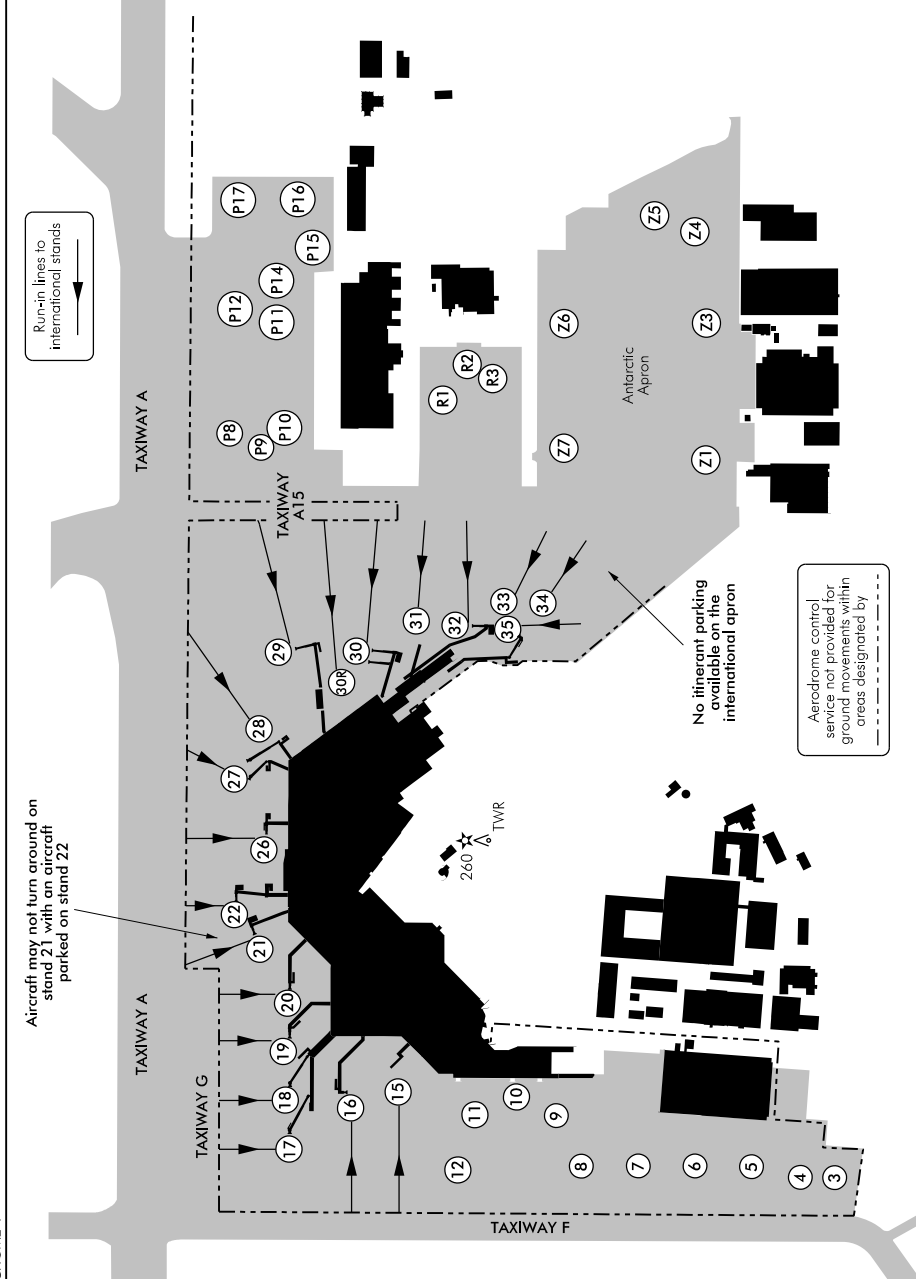 Run-in lines to
international stands
TAXIWAY A
TAXIWAY A
TAXIWAY G
TAXIWAY
A15
TAXIWAY F
Aircraft may not turn around on
stand 21 with an aircraft
parked on stand 22
P17
P16
P15
P14
P12
P11
P10
P9
P8
R1
R2
R3
Z5
Z4
Z6
Z3
Z7
Z1
Antarctic
Apron
29
30R
30
31
32
33
34
35
28
27
26
22
21
20
19
18
17
16
15
12
11
10
9
8
7
6
5
4
3
260
TWR
No itinerant parking
available on the
international apron
Aerodrome control
service not provided for
ground movements within
areas designated by